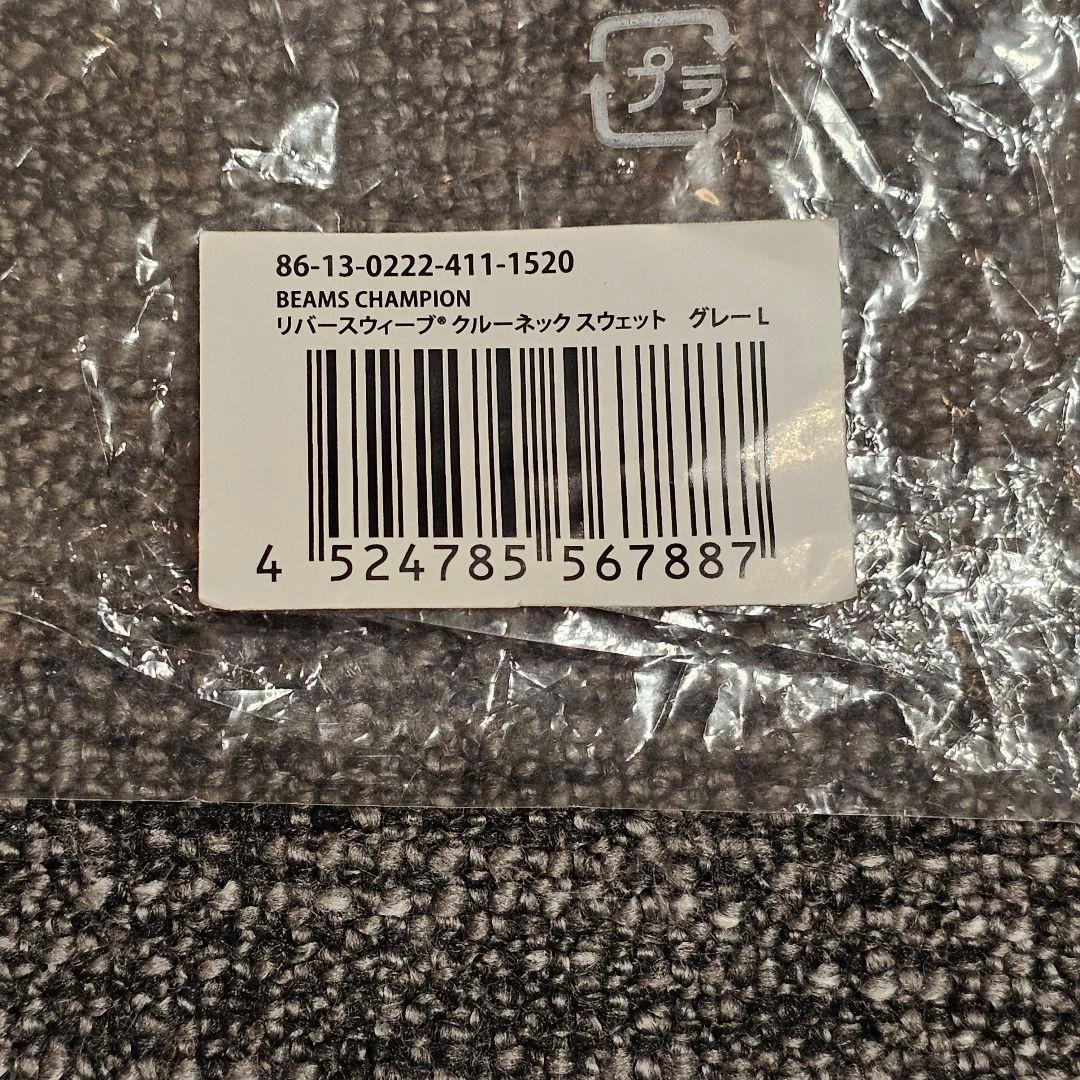 プラ
86-13-0222-411-1520
BEAMS CHAMPION
リバースウィーブ® クルーネック スウェット グレー L
4 524785 567887